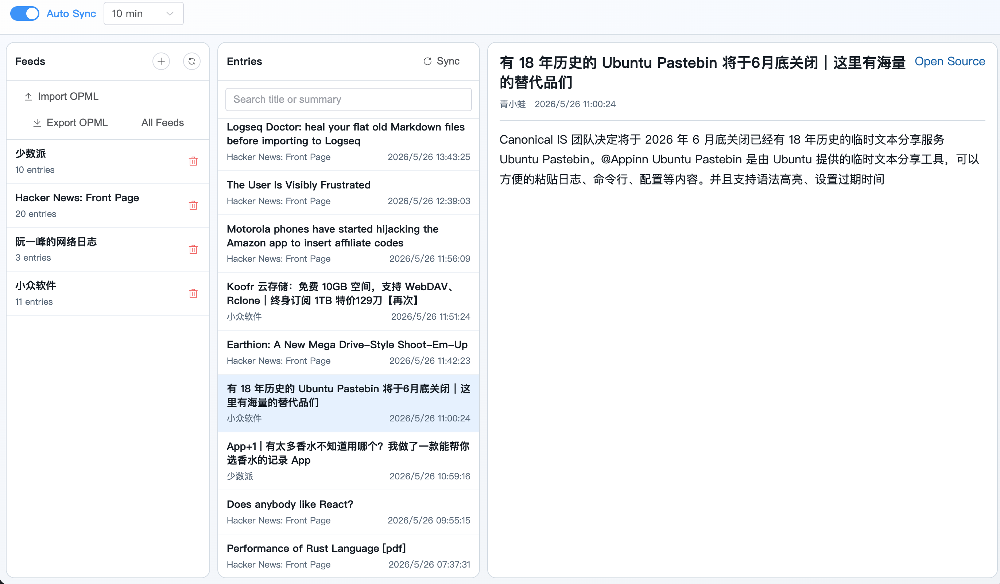 Auto Sync
10 min
Feeds
Import OPML
Export OPML
All Feeds
少数派
10 entries
Hacker News: Front Page
20 entries
阮一峰的网络日志
3 entries
小众软件
11 entries
Entries
Sync
Search title or summary
Logseq Doctor: heal your flat old Markdown files
before importing to Logseq
Hacker News: Front Page
2026/5/26 13:43:25
The User Is Visibly Frustrated
Hacker News: Front Page
2026/5/26 12:39:03
Motorola phones have started hijacking the
Amazon app to insert affiliate codes
Hacker News: Front Page
2026/5/26 11:56:09
Koofr 云存储：免费 10GB 空间，支持 WebDAV、
Rclone｜终身订阅 1TB 特价129刀【再次】
小众软件
2026/5/26 11:51:24
Earthion: A New Mega Drive–Style Shoot–Em–Up
Hacker News: Front Page
2026/5/26 11:42:23
有 18 年历史的 Ubuntu Pastebin 将于6月底关闭｜这
里有海量的替代品们
小众软件
2026/5/26 11:00:24
App+1 | 有太多香水不知道用哪个？我做了一款能帮你
选香水的记录 App
少数派
2026/5/26 10:59:16
Does anybody like React?
Hacker News: Front Page
2026/5/26 09:55:15
Performance of Rust Language [pdf]
Hacker News: Front Page
2026/5/26 07:37:31
有 18 年历史的 Ubuntu Pastebin 将于6月底关闭｜这里有海量
的替代品们
Open Source
青小蛙
2026/5/26 11:00:24
Canonical IS 团队决定将于 2026 年 6 月底关闭已经有 18 年历史的临时文本分享服务
Ubuntu Pastebin。@Appinn Ubuntu Pastebin 是由 Ubuntu 提供的临时文本分享工具，可以
方便的粘贴日志、命令行、配置等内容。并且支持语法高亮、设置过期时间